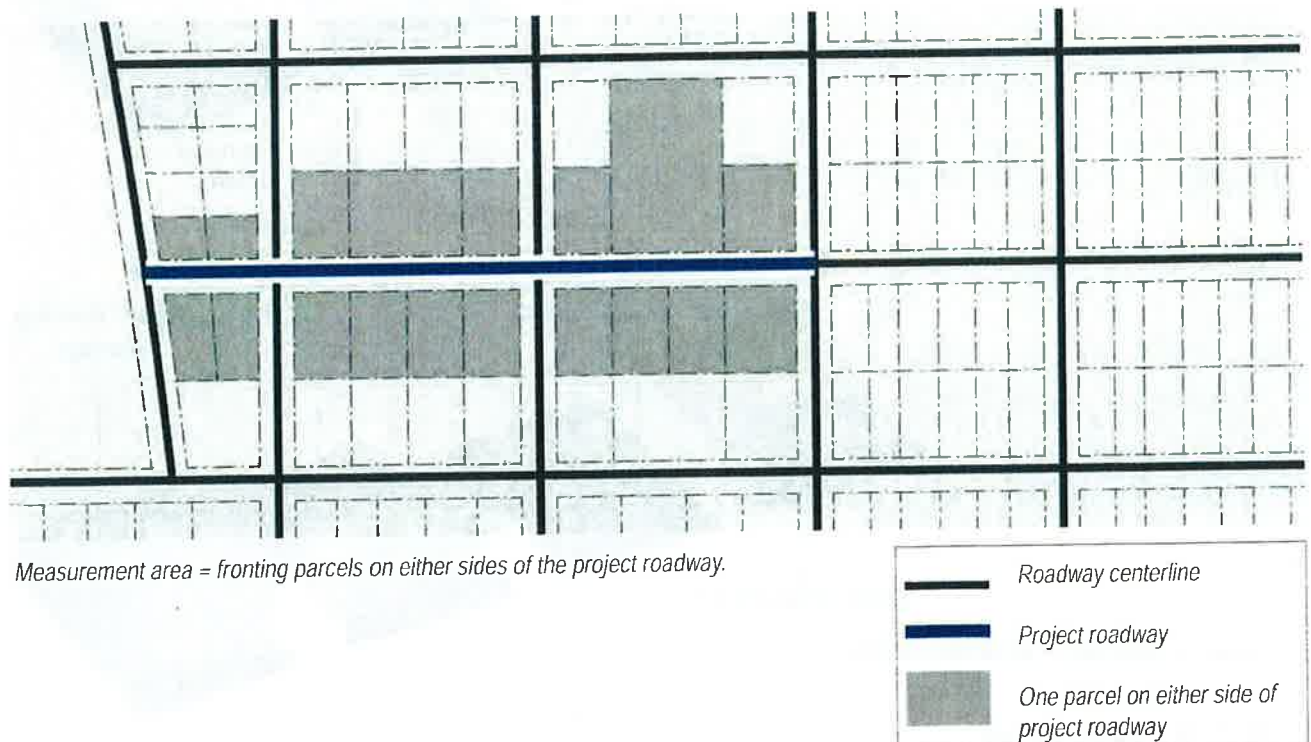 Measurement area = fronting parcels on either sides of the project roadway.
Roadway centerline
Project roadway
One parcel on either side of
project roadway